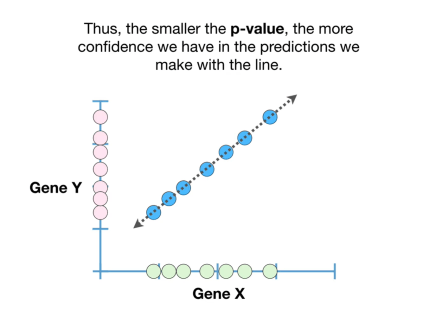 Thus, the smaller the p-value, the more
confidence we have in the predictions we
make with the line.
Gene Y
Gene X